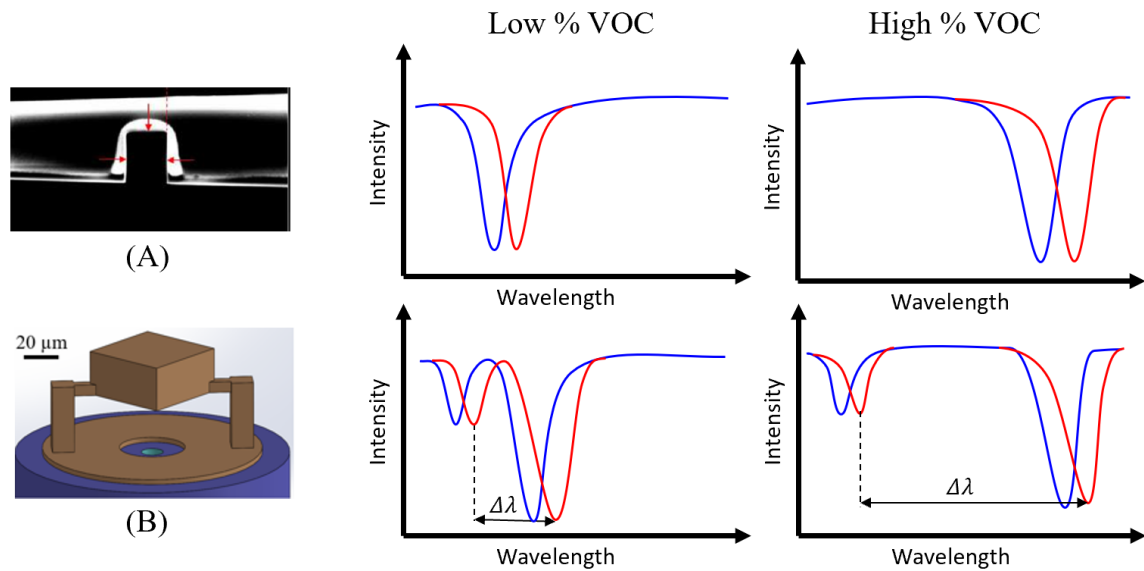 Low % VOC
High % VOC
Intensity
Wavelength
Intensity
Wavelength
(A)
20 μm
(B)
Intensity
Δλ
Wavelength
Intensity
Δλ
Wavelength